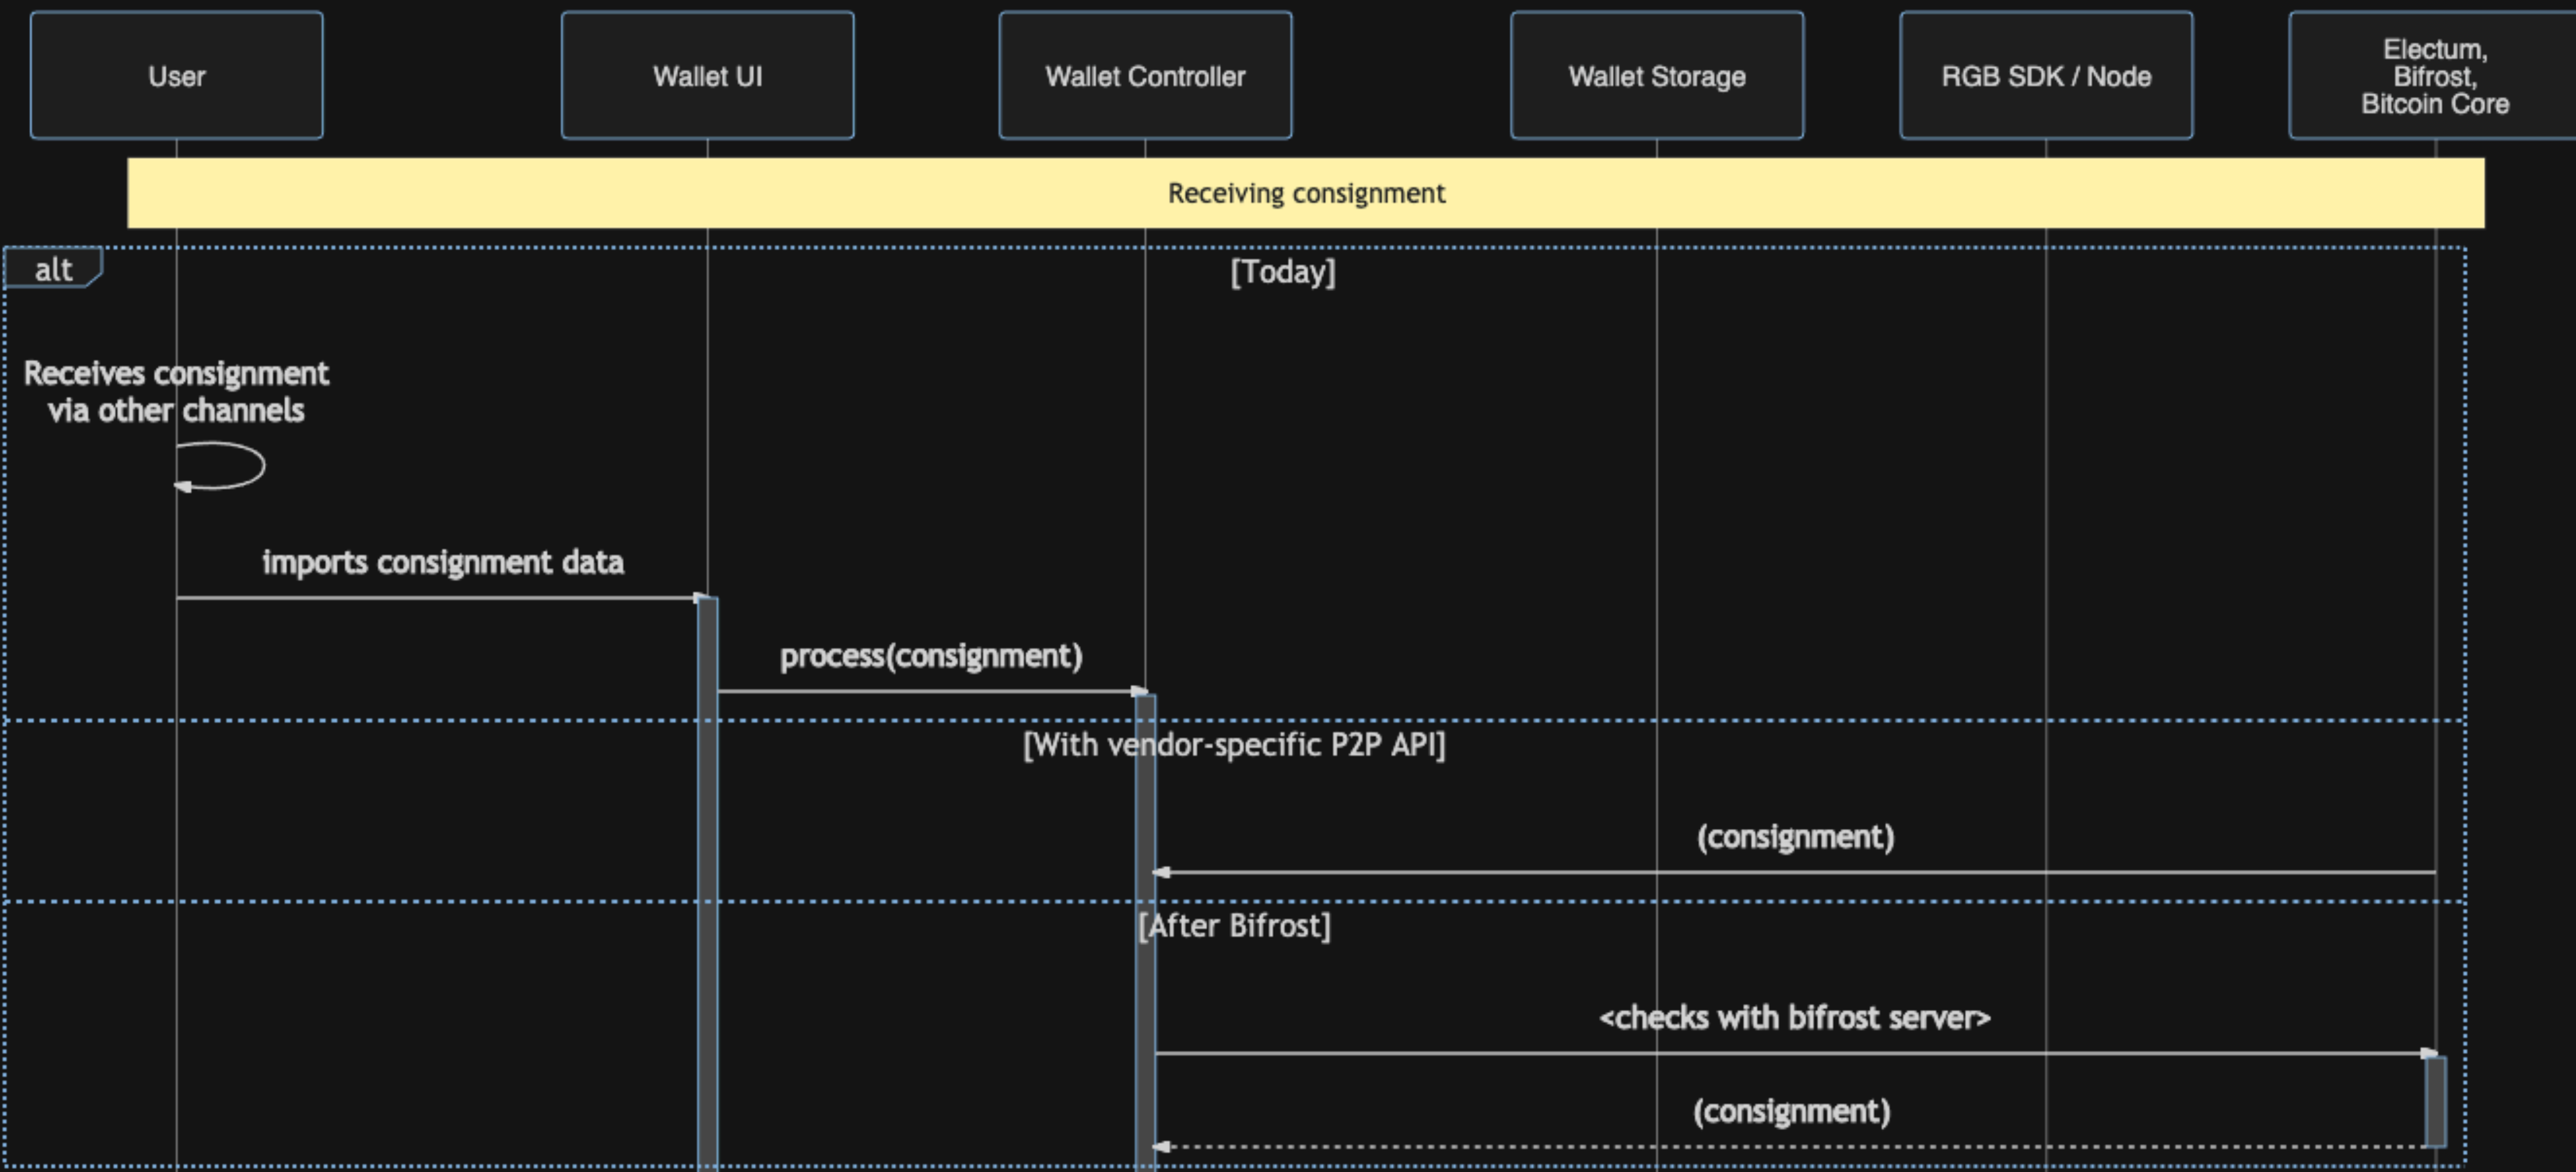 User
Wallet UI
Wallet Controller
Wallet Storage
RGB SDK / Node
Electum,
Bifrost,
Bitcoin Core
Receiving consignment
alt
[Today]
Receives consignment
via other channels
imports consignment data
process(consignment)
[With vendor-specific P2P API]
(consignment)
[After Bifrost]
<checks with bifrost server>
(consignment)